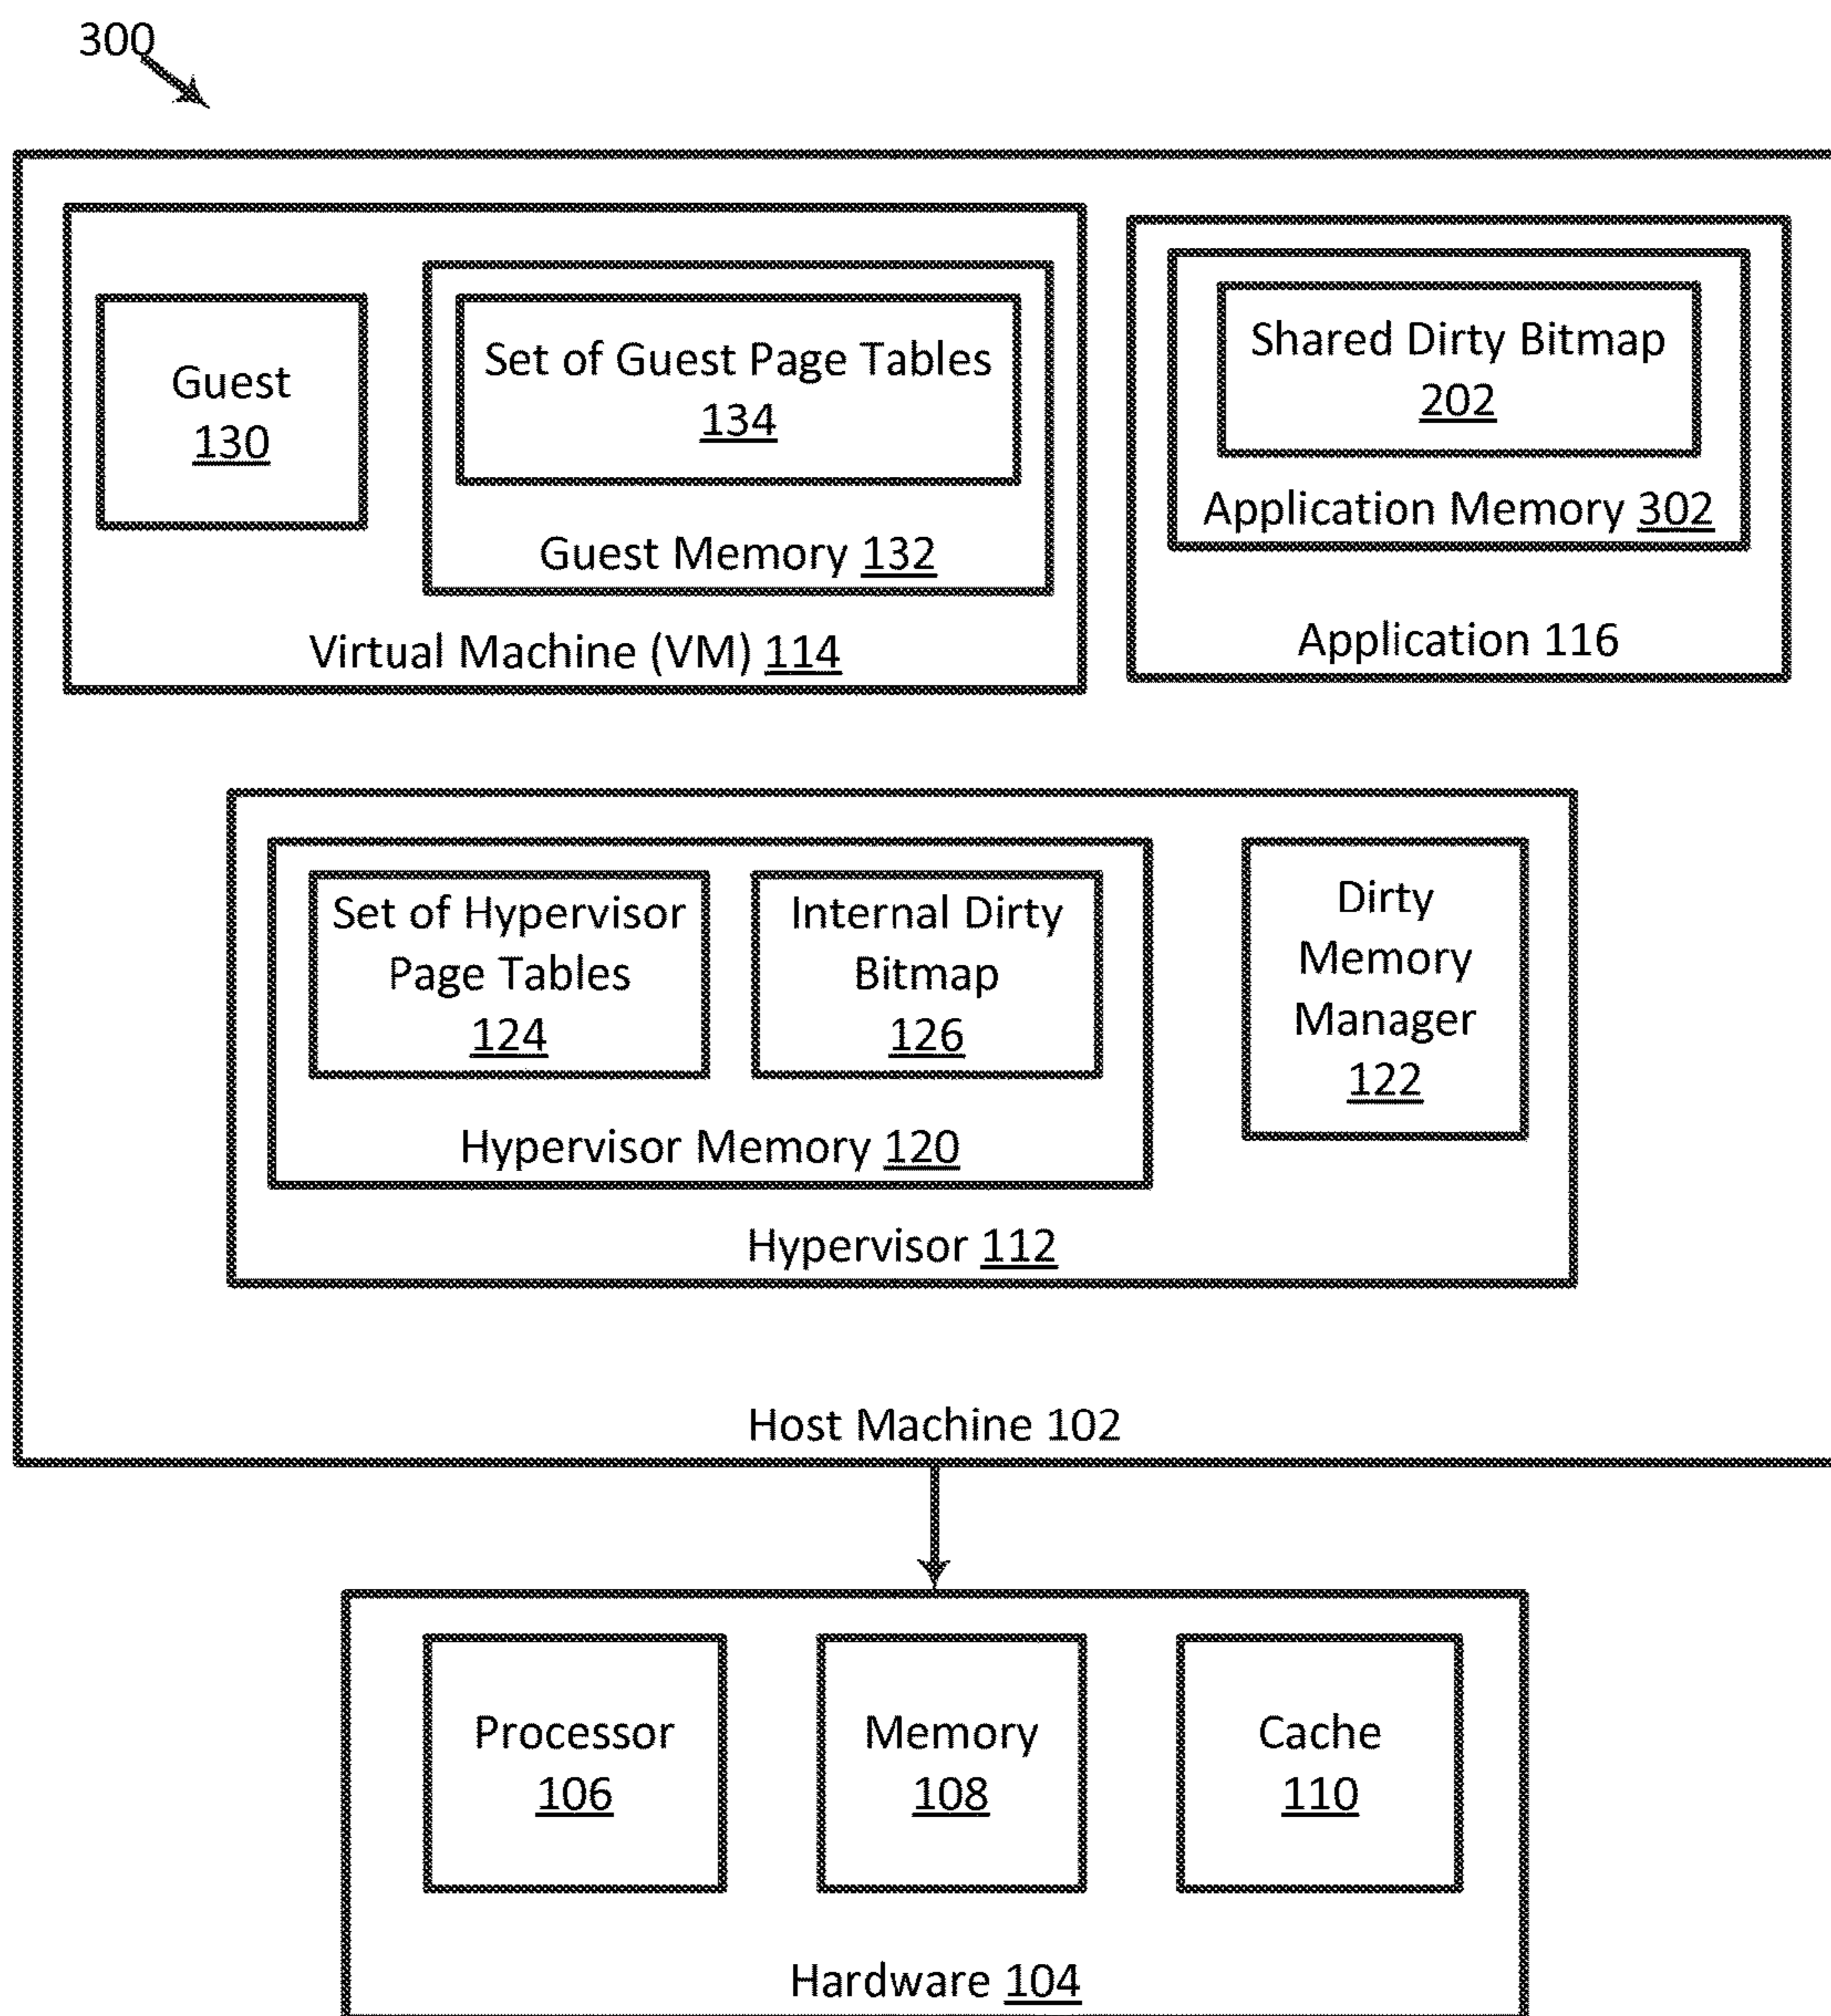 300
Guest
130
Set of Guest Page Tables
134
Guest Memory 132
Virtual Machine (VM) 114
Shared Dirty Bitmap
202
Application Memory 302
Application 116
Set of Hypervisor
Page Tables
124
Internal Dirty
Bitmap
126
Hypervisor Memory 120
Dirty
Memory
Manager
122
Hypervisor 112
Host Machine 102
Processor
106
Memory
108
Cache
110
Hardware 104